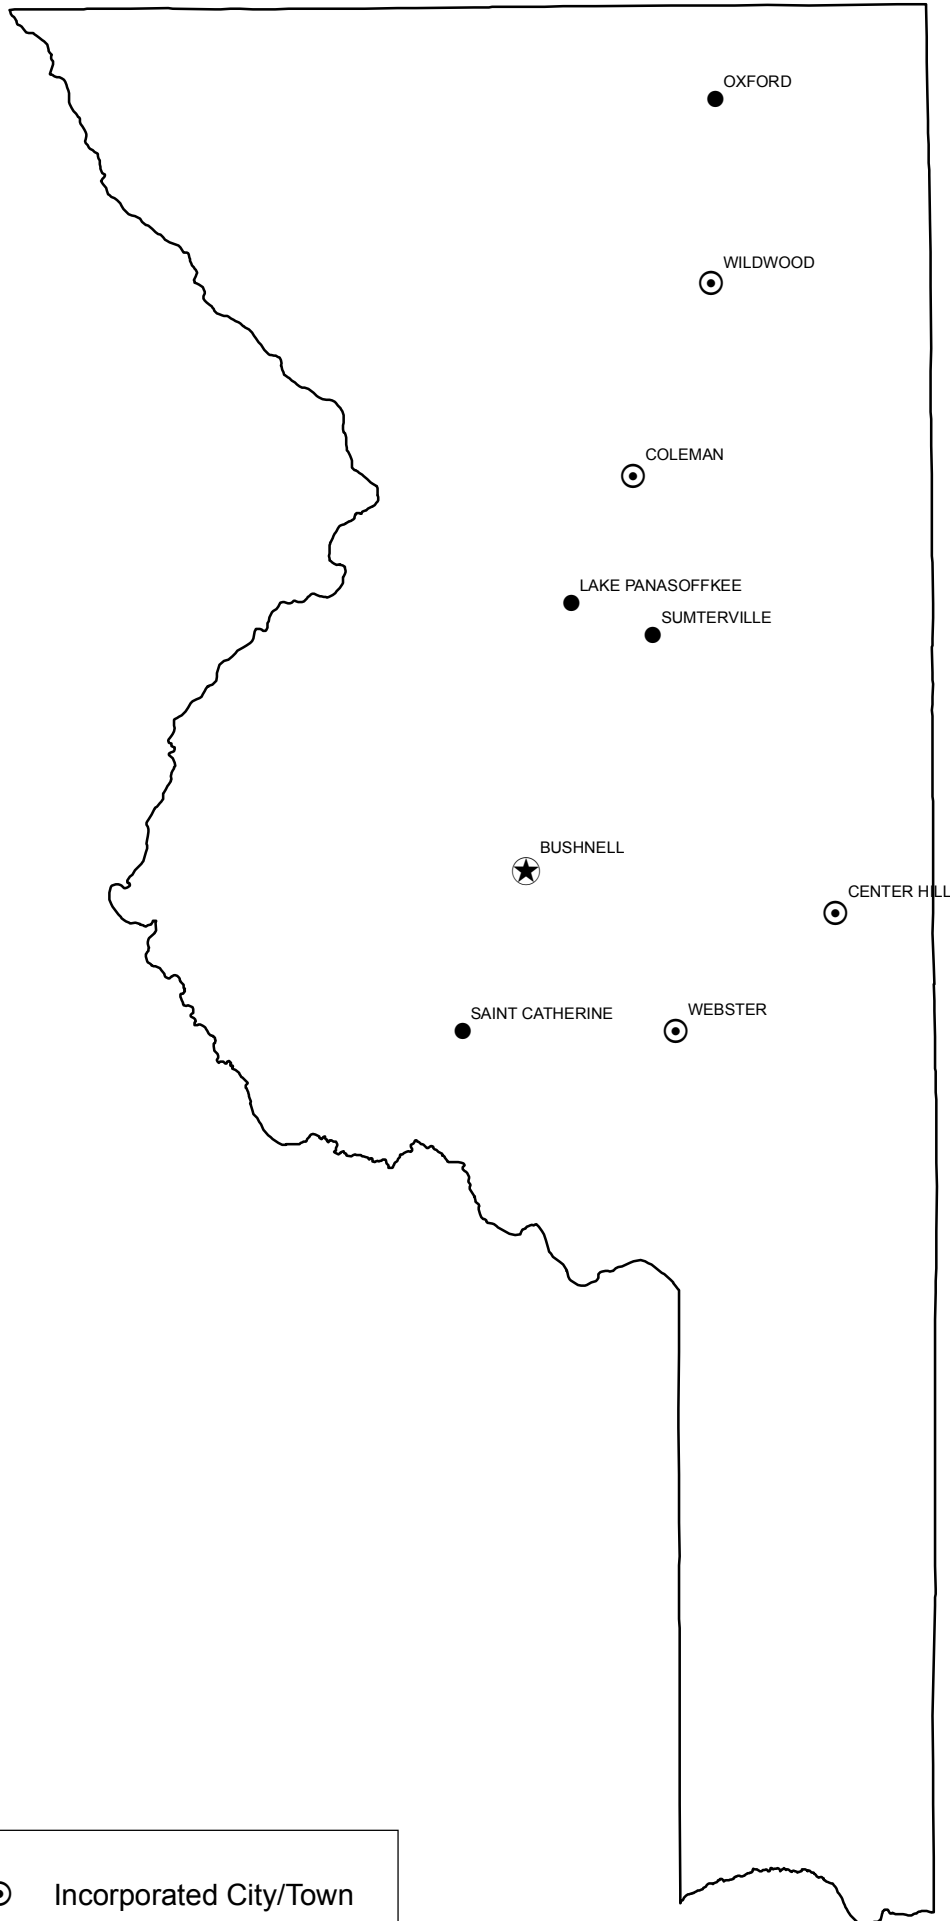 OXFORD
WILDWOOD
COLEMAN
LAKE PANASOFFKEE
SUMTERVILLE
BUSHNELL
CENTER HILL
SAINT CATHERINE
WEBSTER
Incorporated City/Town